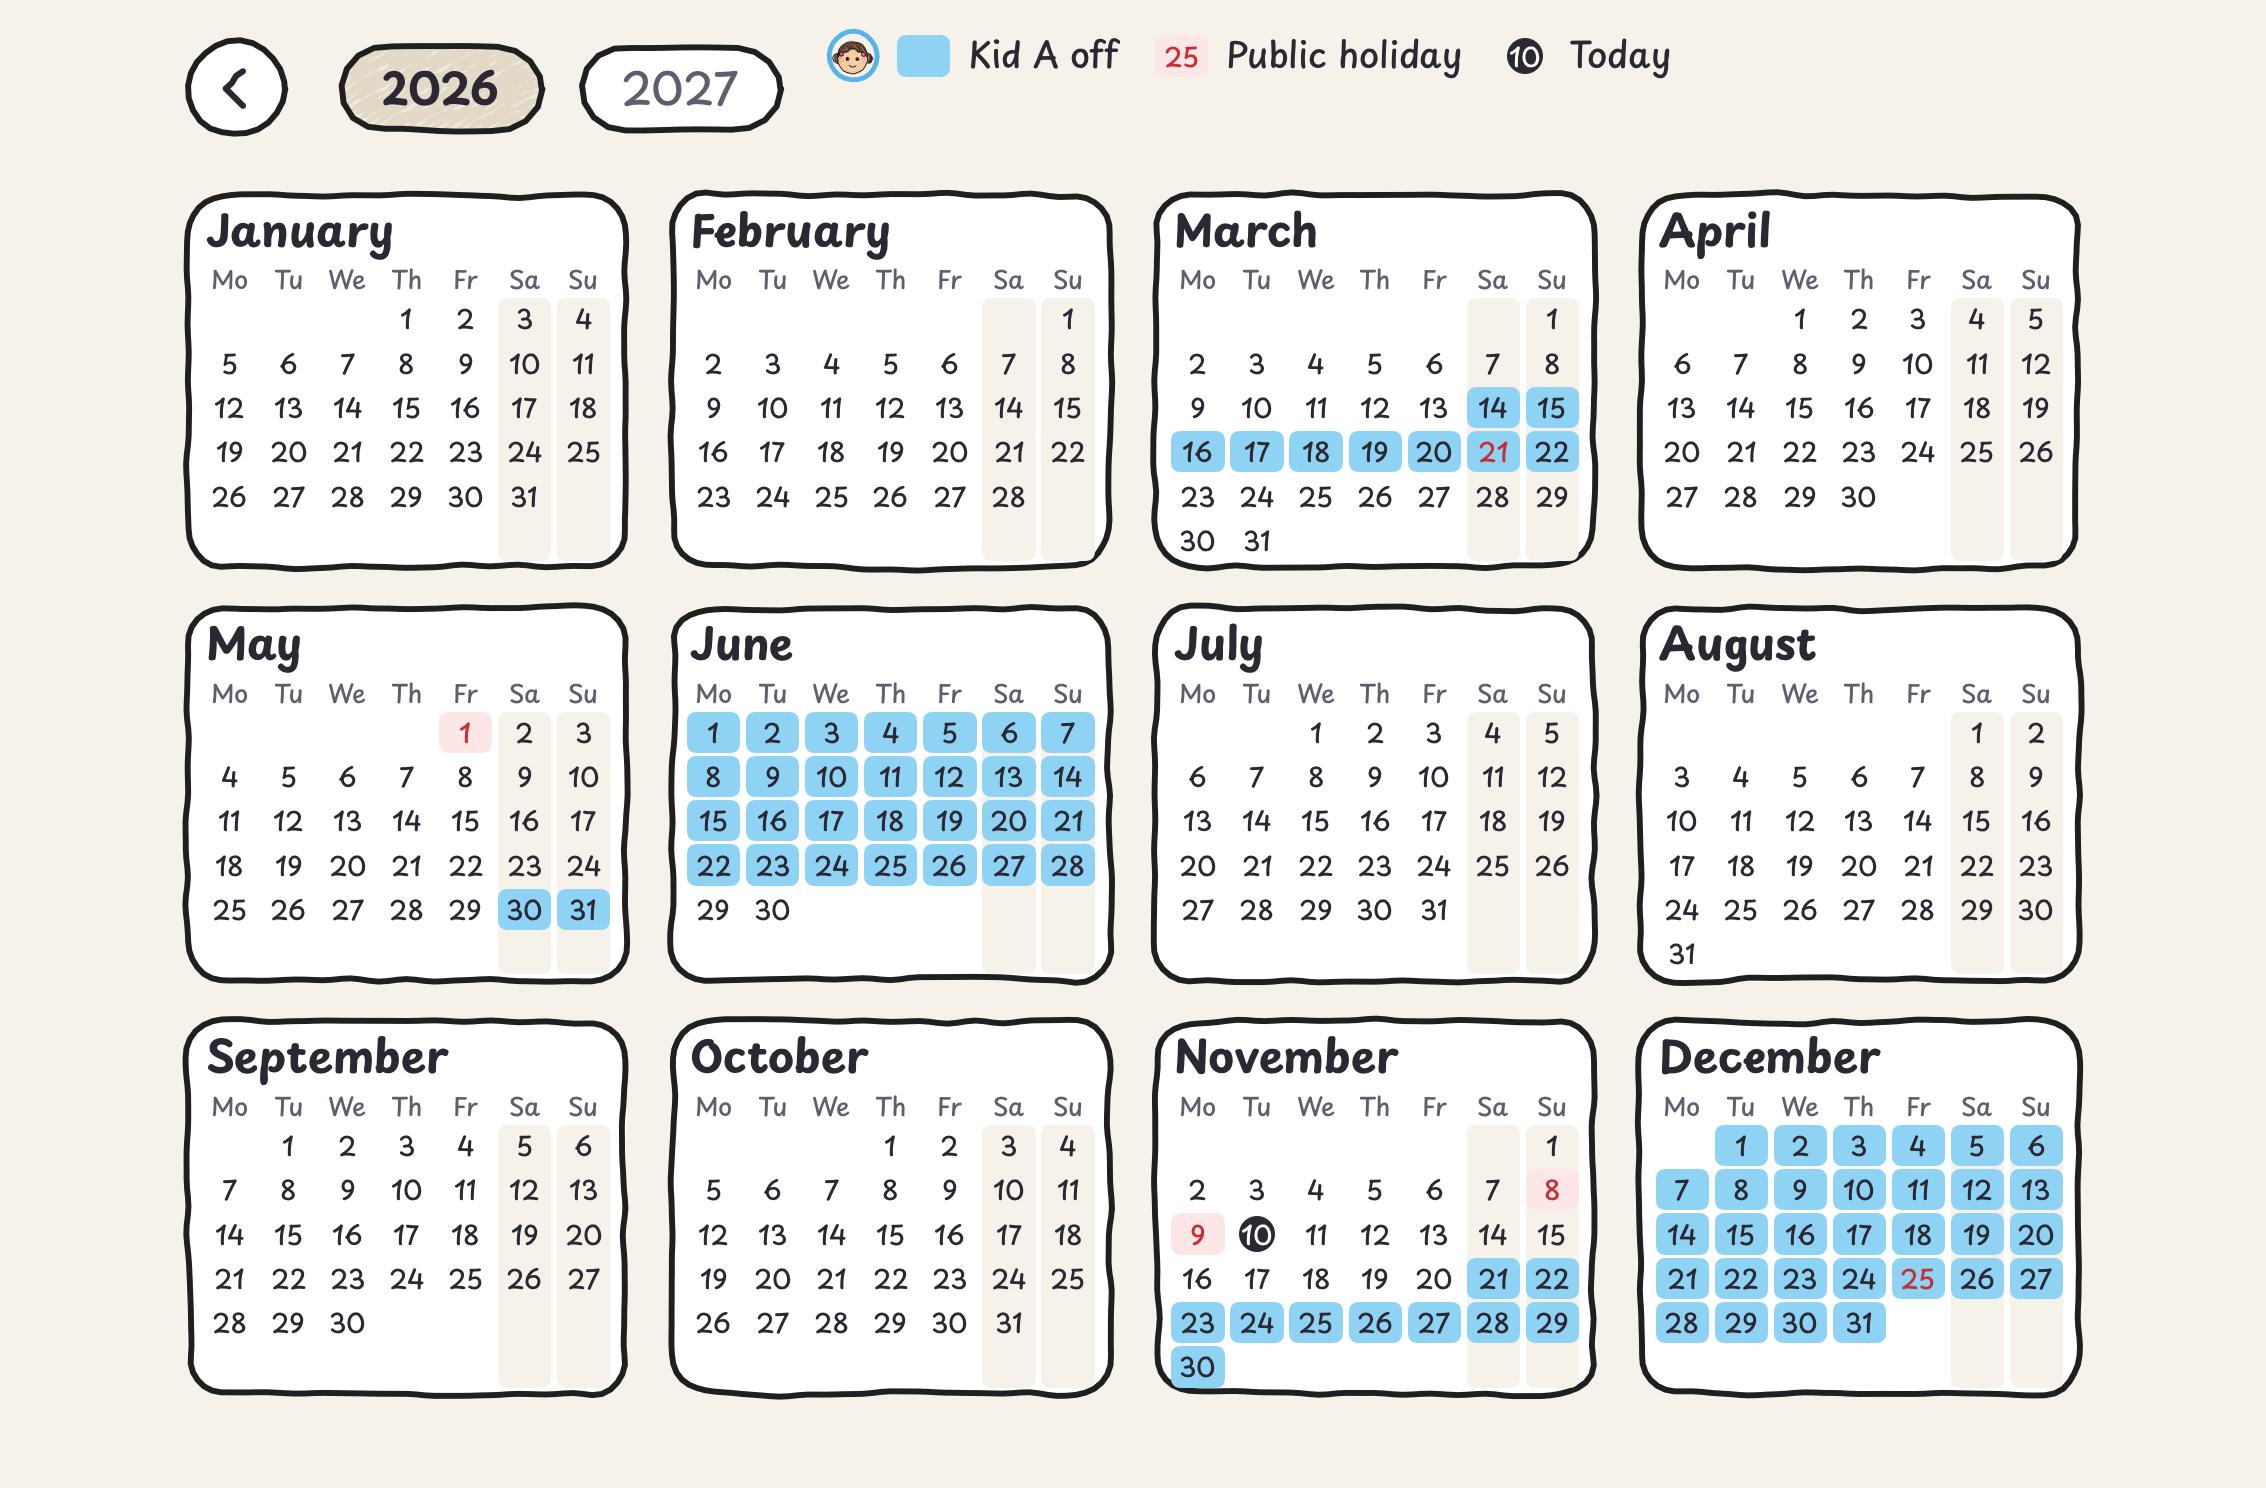 2026 2027 Kid A off 25 Public holiday 10 Today
January
Mo Tu We Th Fr Sa Su
1 2 3 4
5 6 7 8 9 10 11
12 13 14 15 16 17 18
19 20 21 22 23 24 25
26 27 28 29 30 31
February
Mo Tu We Th Fr Sa Su
1
2 3 4 5 6 7 8
9 10 11 12 13 14 15
16 17 18 19 20 21 22
23 24 25 26 27 28
March
Mo Tu We Th Fr Sa Su
1
2 3 4 5 6 7 8
9 10 11 12 13 14 15
16 17 18 19 20 21 22
23 24 25 26 27 28 29
30 31
April
Mo Tu We Th Fr Sa Su
1 2 3 4 5
6 7 8 9 10 11 12
13 14 15 16 17 18 19
20 21 22 23 24 25 26
27 28 29 30
May
Mo Tu We Th Fr Sa Su
1 2 3
4 5 6 7 8 9 10
11 12 13 14 15 16 17
18 19 20 21 22 23 24
25 26 27 28 29 30 31
June
Mo Tu We Th Fr Sa Su
1 2 3 4 5 6 7
8 9 10 11 12 13 14
15 16 17 18 19 20 21
22 23 24 25 26 27 28
29 30
July
Mo Tu We Th Fr Sa Su
1 2 3 4 5
6 7 8 9 10 11 12
13 14 15 16 17 18 19
20 21 22 23 24 25 26
27 28 29 30 31
August
Mo Tu We Th Fr Sa Su
1 2
3 4 5 6 7 8 9
10 11 12 13 14 15 16
17 18 19 20 21 22 23
24 25 26 27 28 29 30
31
September
Mo Tu We Th Fr Sa Su
1 2 3 4 5 6
7 8 9 10 11 12 13
14 15 16 17 18 19 20
21 22 23 24 25 26 27
28 29 30
October
Mo Tu We Th Fr Sa Su
1 2 3 4
5 6 7 8 9 10 11
12 13 14 15 16 17 18
19 20 21 22 23 24 25
26 27 28 29 30 31
November
Mo Tu We Th Fr Sa Su
1
2 3 4 5 6 7 8
9 10 11 12 13 14 15
16 17 18 19 20 21 22
23 24 25 26 27 28 29
30
December
Mo Tu We Th Fr Sa Su
1 2 3 4 5 6
7 8 9 10 11 12 13
14 15 16 17 18 19 20
21 22 23 24 25 26 27
28 29 30 31